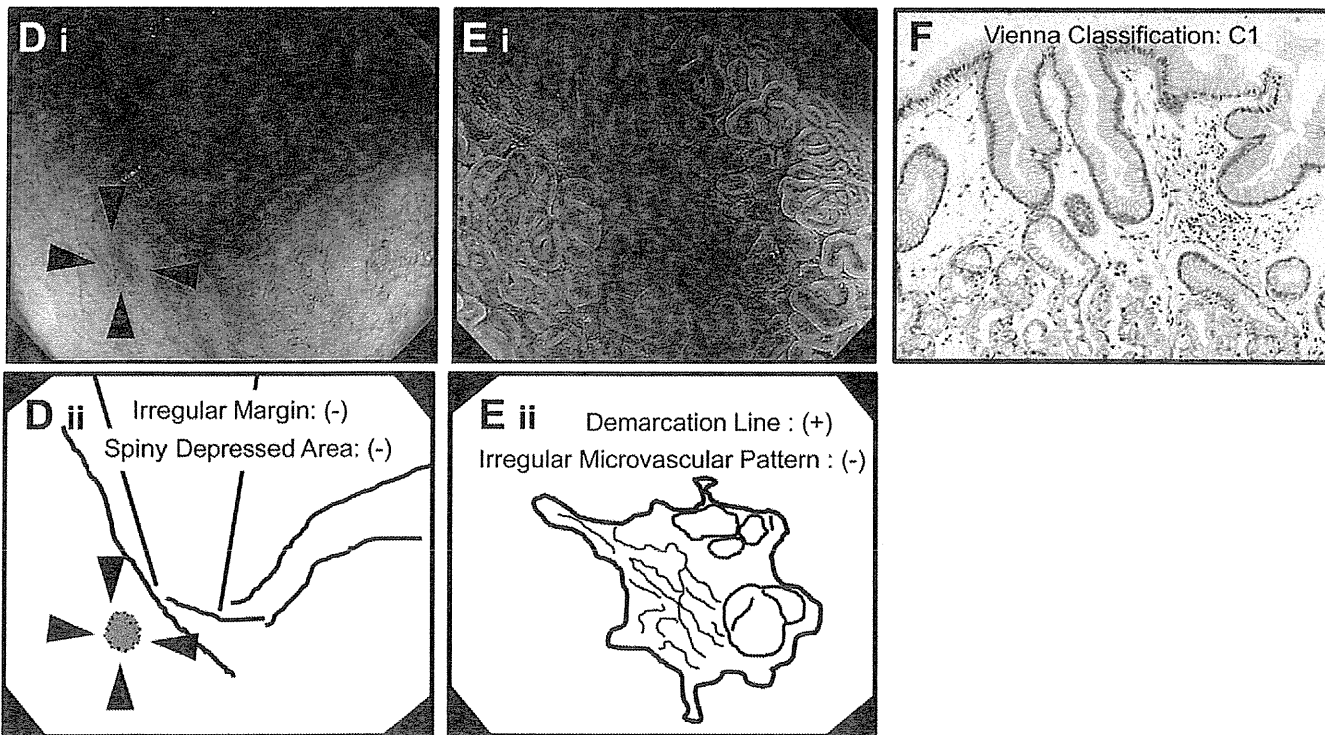 D i
E i
F
Vienna Classification: C1
D ii
Irregular Margin: (-)
Spiny Depressed Area: (-)
E ii
Demarcation Line : (+)
Irregular Microvascular Pattern : (-)